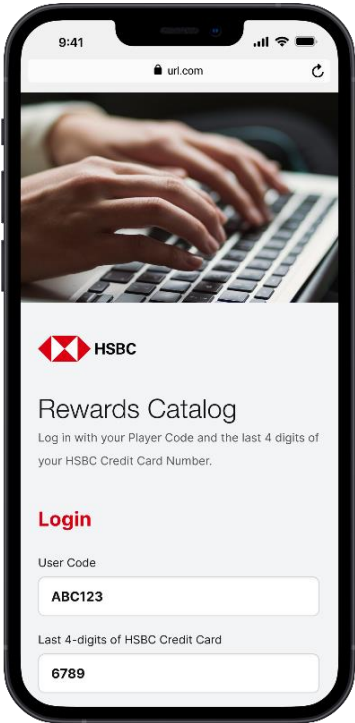 9:41
url.com
HSBC
Rewards Catalog
Log in with your Player Code and the last 4 digits of
your HSBC Credit Card Number.
Login
User Code
ABC123
Last 4-digits of HSBC Credit Card
6789